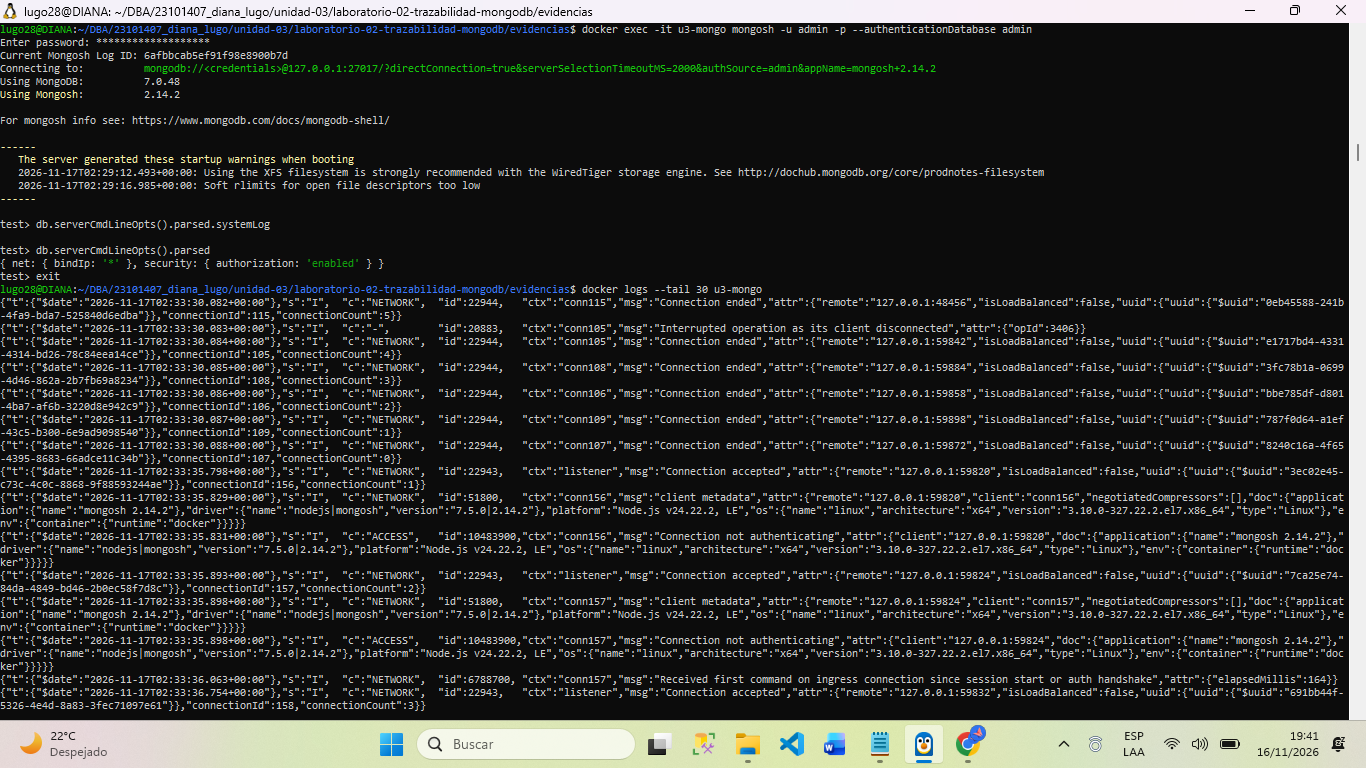 lugo28@DIANA: ~/DBA/23101407_diana_lugo/unidad-03/laboratorio-02-trazabilidad-mongodb/evidencias
lugo28@DIANA:~/DBA/23101407_diana_lugo/unidad-03/laboratorio-02-trazabilidad-mongodb/evidencias$ docker exec -it u3-mongo mongosh -u admin -p --authenticationDatabase admin
Enter password: *******************
Current Mongosh Log ID: 6afbbcab5ef91f98e8900b7d
Connecting to:          mongodb://<credentials>@127.0.0.1:27017/?directConnection=true&serverSelectionTimeoutMS=2000&authSource=admin&appName=mongosh+2.14.2
Using MongoDB:          7.0.48
Using Mongosh:          2.14.2
For mongosh info see: https://www.mongodb.com/docs/mongodb-shell/
------
   The server generated these startup warnings when booting
   2026-11-17T02:29:12.493+00:00: Using the XFS filesystem is strongly recommended with the WiredTiger storage engine. See http://dochub.mongodb.org/core/prodnotes-filesystem
   2026-11-17T02:29:16.985+00:00: Soft rlimits for open file descriptors too low
------
test> db.serverCmdLineOpts().parsed.systemLog
test> db.serverCmdLineOpts().parsed
{ net: { bindIp: '*' }, security: { authorization: 'enabled' } }
test> exit
lugo28@DIANA:~/DBA/23101407_diana_lugo/unidad-03/laboratorio-02-trazabilidad-mongodb/evidencias$ docker logs --tail 30 u3-mongo
{"t":{"$date":"2026-11-17T02:33:30.082+00:00"},"s":"I",  "c":"NETWORK",  "id":22944,   "ctx":"conn115","msg":"Connection ended","attr":{"remote":"127.0.0.1:48456","isLoadBalanced":false,"uuid":{"uuid":{"$uuid":"0eb45588-241b
-4fa9-bda7-525840d6edba"}},"connectionId":115,"connectionCount":5}}
{"t":{"$date":"2026-11-17T02:33:30.083+00:00"},"s":"I",  "c":"-",        "id":20883,   "ctx":"conn105","msg":"Interrupted operation as its client disconnected","attr":{"opId":3406}}
{"t":{"$date":"2026-11-17T02:33:30.084+00:00"},"s":"I",  "c":"NETWORK",  "id":22944,   "ctx":"conn105","msg":"Connection ended","attr":{"remote":"127.0.0.1:59842","isLoadBalanced":false,"uuid":{"uuid":{"$uuid":"e1717bd4-4331
-4314-bd26-78c84eea14ce"}},"connectionId":105,"connectionCount":4}}
{"t":{"$date":"2026-11-17T02:33:30.085+00:00"},"s":"I",  "c":"NETWORK",  "id":22944,   "ctx":"conn108","msg":"Connection ended","attr":{"remote":"127.0.0.1:59884","isLoadBalanced":false,"uuid":{"uuid":{"$uuid":"3fc78b1a-0699
-4d46-862a-2b7fb69a8234"}},"connectionId":108,"connectionCount":3}}
{"t":{"$date":"2026-11-17T02:33:30.086+00:00"},"s":"I",  "c":"NETWORK",  "id":22944,   "ctx":"conn106","msg":"Connection ended","attr":{"remote":"127.0.0.1:59858","isLoadBalanced":false,"uuid":{"uuid":{"$uuid":"bbe785df-d801
-4ba7-af6b-3220d8e942c9"}},"connectionId":106,"connectionCount":2}}
{"t":{"$date":"2026-11-17T02:33:30.087+00:00"},"s":"I",  "c":"NETWORK",  "id":22944,   "ctx":"conn109","msg":"Connection ended","attr":{"remote":"127.0.0.1:59898","isLoadBalanced":false,"uuid":{"uuid":{"$uuid":"787f0d64-a1ef
-43c5-b300-6e9ad9098540"}},"connectionId":109,"connectionCount":1}}
{"t":{"$date":"2026-11-17T02:33:30.088+00:00"},"s":"I",  "c":"NETWORK",  "id":22944,   "ctx":"conn107","msg":"Connection ended","attr":{"remote":"127.0.0.1:59872","isLoadBalanced":false,"uuid":{"uuid":{"$uuid":"8240c16a-4f65
-4395-8683-66adce11c34b"}},"connectionId":107,"connectionCount":0}}
{"t":{"$date":"2026-11-17T02:33:35.798+00:00"},"s":"I",  "c":"NETWORK",  "id":22943,   "ctx":"listener","msg":"Connection accepted","attr":{"remote":"127.0.0.1:59820","isLoadBalanced":false,"uuid":{"uuid":{"$uuid":"3ec02e45-
c73c-4c0c-8868-9f88593244ae"}},"connectionId":156,"connectionCount":1}}
{"t":{"$date":"2026-11-17T02:33:35.829+00:00"},"s":"I",  "c":"NETWORK",  "id":51800,   "ctx":"conn156","msg":"client metadata","attr":{"remote":"127.0.0.1:59820","client":"conn156","negotiatedCompressors":[],"doc":{"applicat
ion":{"name":"mongosh 2.14.2"},"driver":{"name":"nodejs|mongosh","version":"7.5.0|2.14.2"},"platform":"Node.js v24.22.2, LE","os":{"name":"linux","architecture":"x64","version":"3.10.0-327.22.2.el7.x86_64","type":"Linux"},"e
nv":{"container":{"runtime":"docker"}}}}}
{"t":{"$date":"2026-11-17T02:33:35.831+00:00"},"s":"I",  "c":"ACCESS",   "id":10483900,"ctx":"conn156","msg":"Connection not authenticating","attr":{"client":"127.0.0.1:59820","doc":{"application":{"name":"mongosh 2.14.2"},"
driver":{"name":"nodejs|mongosh","version":"7.5.0|2.14.2"},"platform":"Node.js v24.22.2, LE","os":{"name":"linux","architecture":"x64","version":"3.10.0-327.22.2.el7.x86_64","type":"Linux"},"env":{"container":{"runtime":"doc
ker"}}}}}
{"t":{"$date":"2026-11-17T02:33:35.893+00:00"},"s":"I",  "c":"NETWORK",  "id":22943,   "ctx":"listener","msg":"Connection accepted","attr":{"remote":"127.0.0.1:59824","isLoadBalanced":false,"uuid":{"uuid":{"$uuid":"7ca25e74-
84da-4849-bd46-2b0ec58f7d8c"}},"connectionId":157,"connectionCount":2}}
{"t":{"$date":"2026-11-17T02:33:35.898+00:00"},"s":"I",  "c":"NETWORK",  "id":51800,   "ctx":"conn157","msg":"client metadata","attr":{"remote":"127.0.0.1:59824","client":"conn157","negotiatedCompressors":[],"doc":{"applicat
ion":{"name":"mongosh 2.14.2"},"driver":{"name":"nodejs|mongosh","version":"7.5.0|2.14.2"},"platform":"Node.js v24.22.2, LE","os":{"name":"linux","architecture":"x64","version":"3.10.0-327.22.2.el7.x86_64","type":"Linux"},"e
nv":{"container":{"runtime":"docker"}}}}}
{"t":{"$date":"2026-11-17T02:33:35.898+00:00"},"s":"I",  "c":"ACCESS",   "id":10483900,"ctx":"conn157","msg":"Connection not authenticating","attr":{"client":"127.0.0.1:59824","doc":{"application":{"name":"mongosh 2.14.2"},"
driver":{"name":"nodejs|mongosh","version":"7.5.0|2.14.2"},"platform":"Node.js v24.22.2, LE","os":{"name":"linux","architecture":"x64","version":"3.10.0-327.22.2.el7.x86_64","type":"Linux"},"env":{"container":{"runtime":"doc
ker"}}}}}
{"t":{"$date":"2026-11-17T02:33:36.063+00:00"},"s":"I",  "c":"NETWORK",  "id":6788700, "ctx":"conn157","msg":"Received first command on ingress connection since session start or auth handshake","attr":{"elapsedMillis":164}}
{"t":{"$date":"2026-11-17T02:33:36.754+00:00"},"s":"I",  "c":"NETWORK",  "id":22943,   "ctx":"listener","msg":"Connection accepted","attr":{"remote":"127.0.0.1:59832","isLoadBalanced":false,"uuid":{"uuid":{"$uuid":"691bb44f-
5326-4e4d-8a83-3fec71097e61"}},"connectionId":158,"connectionCount":3}}
22°C
Despejado
Buscar
ESP
LAA
19:41
16/11/2026